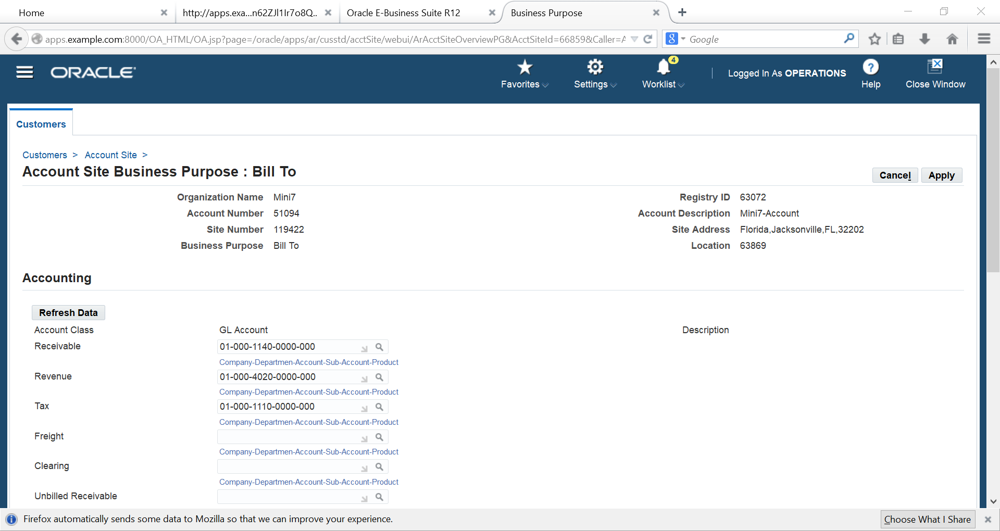 Home
http://apps.exa...n62ZJl1Ir7o8Q..
Oracle E-Business Suite R12
Business Purpose
apps.example.com:8000/OA_HTML/OA.jsp?page=/oracle/apps/ar/cusstd/acctSite/webui/ArAcctSiteOverviewPG&AcctSiteId=66859&Caller=A
Google
ORACLE
Favorites
Settings
4
Worklist
Logged In As OPERATIONS
Help
Close Window
Customers
Customers > Account Site >
Account Site Business Purpose : Bill To
Cancel
Apply
Organization Name Mini7
Registry ID 63072
Account Number 51094
Account Description Mini7-Account
Site Number 119422
Site Address Florida,Jacksonville,FL,32202
Business Purpose Bill To
Location 63869
Accounting
Refresh Data
Account Class GL Account Description
Receivable 01-000-1140-0000-000
Company-Departmen-Account-Sub-Account-Product
Revenue 01-000-4020-0000-000
Company-Departmen-Account-Sub-Account-Product
Tax 01-000-1110-0000-000
Company-Departmen-Account-Sub-Account-Product
Freight
Company-Departmen-Account-Sub-Account-Product
Clearing
Company-Departmen-Account-Sub-Account-Product
Unbilled Receivable
Firefox automatically sends some data to Mozilla so that we can improve your experience.
Choose What I Share